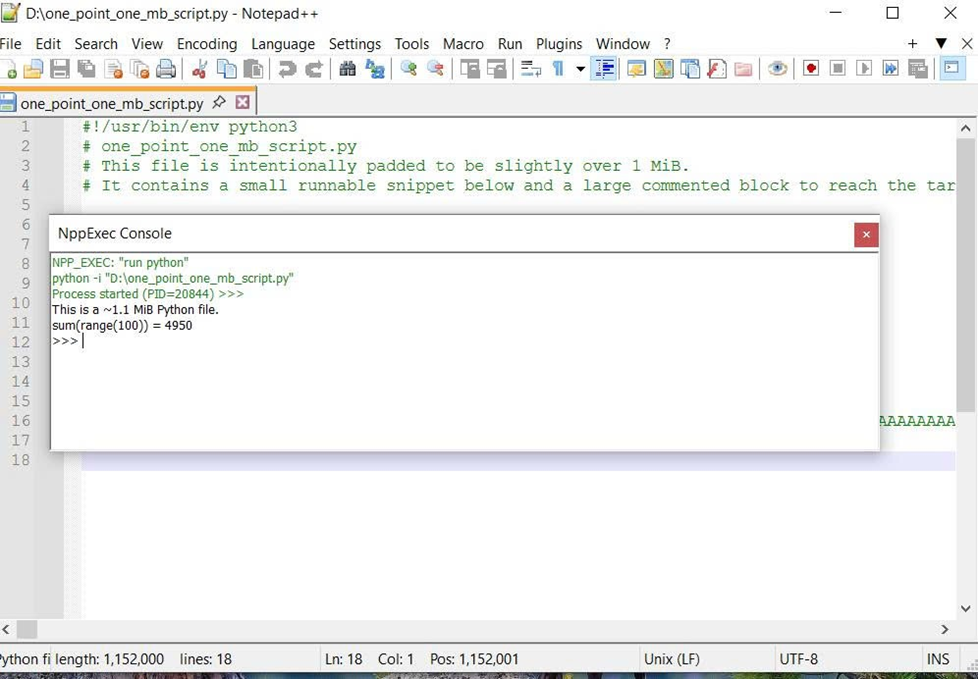 D:\one_point_one_mb_script.py - Notepad++
File Edit Search View Encoding Language Settings Tools Macro Run Plugins Window ?
one_point_one_mb_script.py
1 #!/usr/bin/env python3
2 # one_point_one_mb_script.py
3 # This file is intentionally padded to be slightly over 1 MiB.
4 # It contains a small runnable snippet below and a large commented block to reach the tar
5
6
NppExec Console
7
8 NPP_EXEC: "run python"
python -i "D:\one_point_one_mb_script.py"
9
Process started (PID=20844) >>>
10 This is a ~1.1 MiB Python file.
11 sum(range(100)) = 4950
12 >>>
13
14
15
16 AAAAAAAA
17
18
Python fi length: 1,152,000 lines: 18 Ln: 18 Col: 1 Pos: 1,152,001 Unix (LF) UTF-8 INS